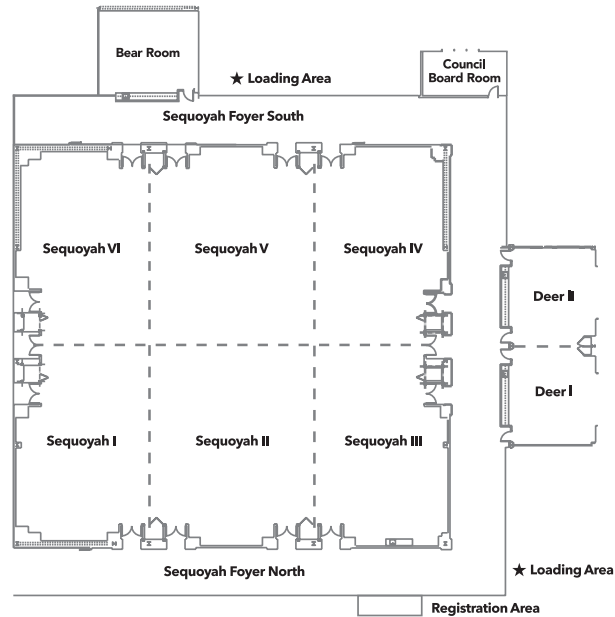 Bear Room
★ Loading Area
Council
Board Room
Sequoyah Foyer South
Sequoyah VI
Sequoyah V
Sequoyah IV
Deer II
Deer I
Sequoyah I
Sequoyah II
Sequoyah III
Sequoyah Foyer North
★ Loading Area
Registration Area